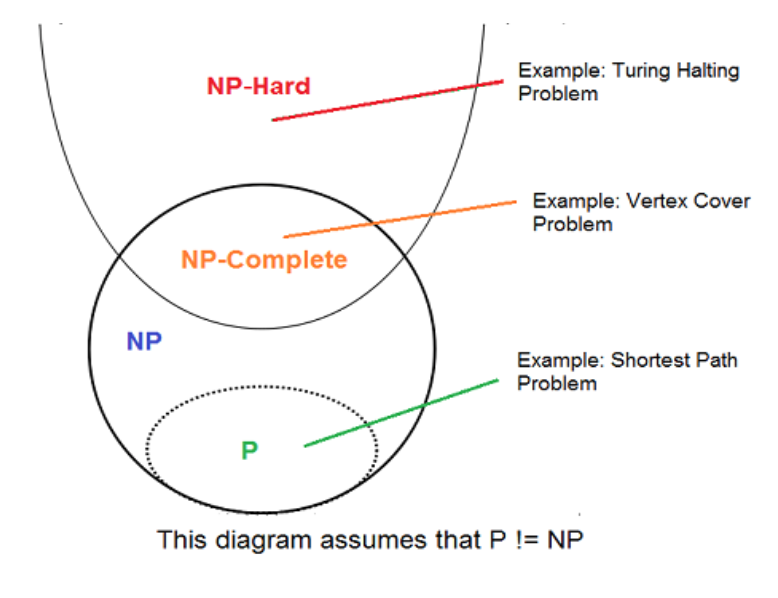 NP-Hard
Example: Turing Halting
Problem
Example: Vertex Cover
Problem
NP-Complete
NP
Example: Shortest Path
Problem
P
This diagram assumes that P != NP